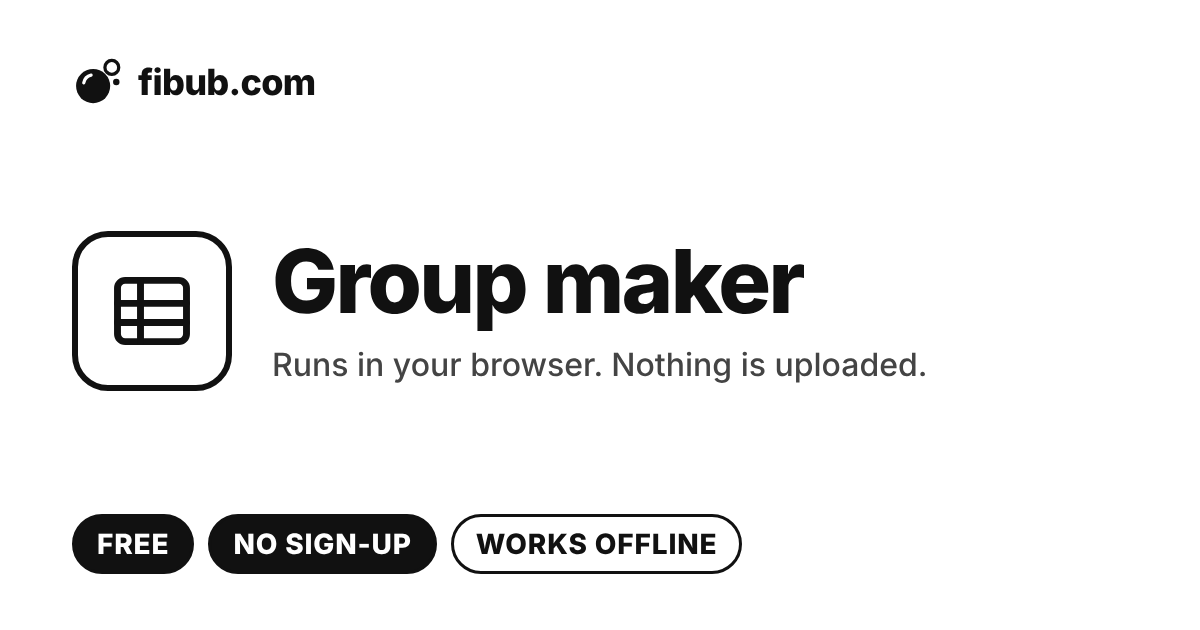 fibub.com
Group maker
Runs in your browser. Nothing is uploaded.
FREE NO SIGN-UP WORKS OFFLINE